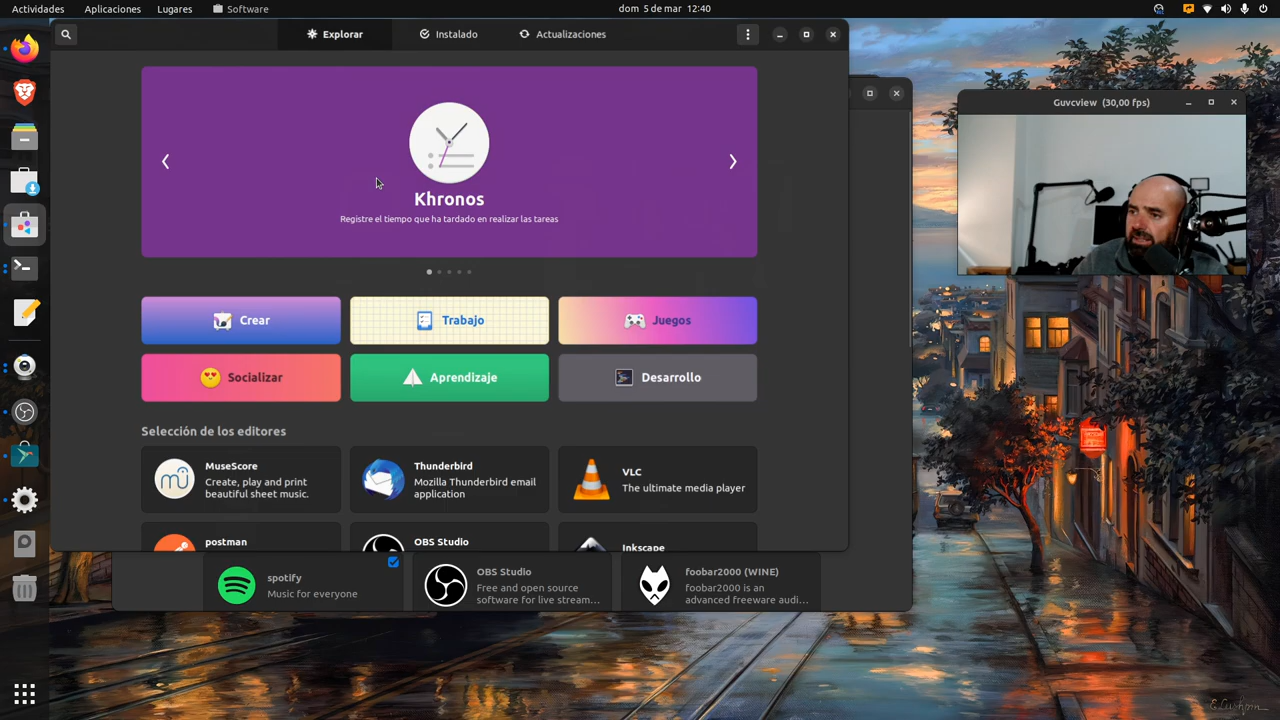 Actividades Aplicaciones Lugares Software dom 5 de mar 12:40
Explorar Instalado Actualizaciones
Guvcview (30,00 fps)
Khronos
Registre el tiempo que ha tardado en realizar las tareas
Crear Trabajo Juegos
Socializar Aprendizaje Desarrollo
Selección de los editores
MuseScore
Create, play and print
beautiful sheet music.
Thunderbird
Mozilla Thunderbird email
application
VLC
The ultimate media player
postman
OBS Studio
Inkscape
spotify
Music for everyone
OBS Studio
Free and open source
software for live stream...
foobar2000 (WINE)
foobar2000 is an
advanced freeware audi...